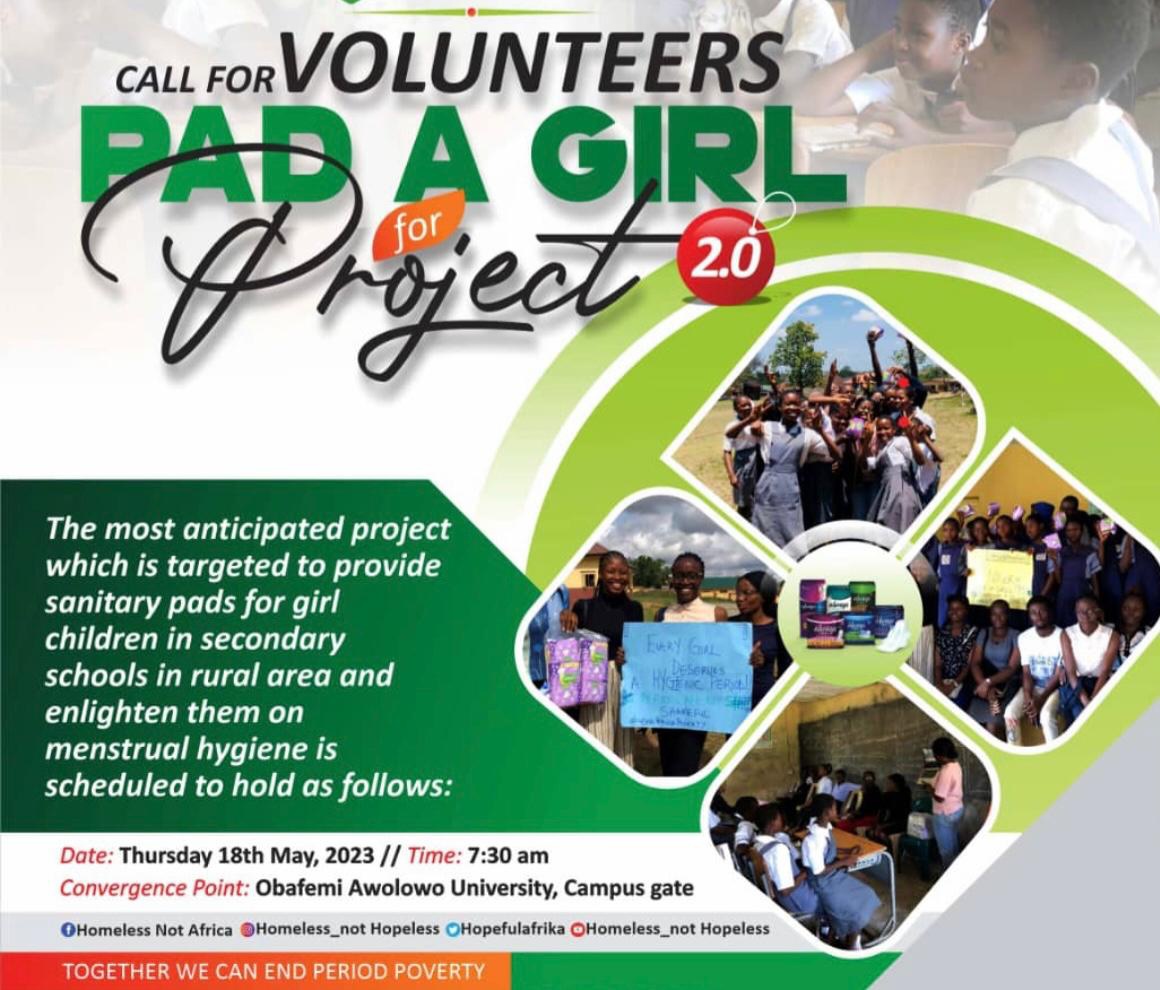 CALL FOR VOLUNTEERS
PAD A GIRL
for
Project 2.0
The most anticipated project
which is targeted to provide
sanitary pads for girl
children in secondary
schools in rural area and
enlighten them on
menstrual hygiene is
scheduled to hold as follows:
EVERY GIRL
DESERVES
A HYGIENIC PERIOD
always
Date: Thursday 18th May, 2023 // Time: 7:30 am
Convergence Point: Obafemi Awolowo University, Campus gate
Homeless Not Africa Homeless_not Hopeless Hopefulafrika Homeless_not Hopeless
TOGETHER WE CAN END PERIOD POVERTY